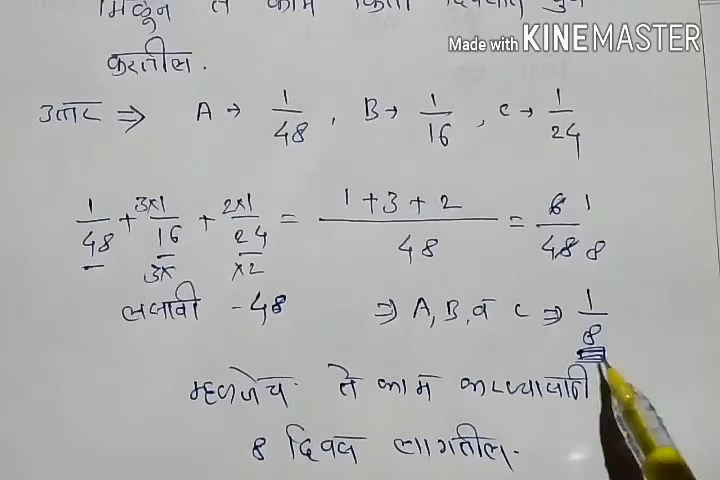 मिळून ते काम किती दिवसात पूर्ण
Made with KINEMASTER
करतील.
उत्तर ⇒ A → 1/48, B → 1/16, C → 1/24
1/48 + 3×1/16 3× + 2×1/24 ×2 = 1+3+2/48 = 6/48 1/8
लसावी - 48 ⇒ A, B, व C ⇒ 1/8
म्हणजेच ते काम करण्यासाठी
8 दिवस लागतील.